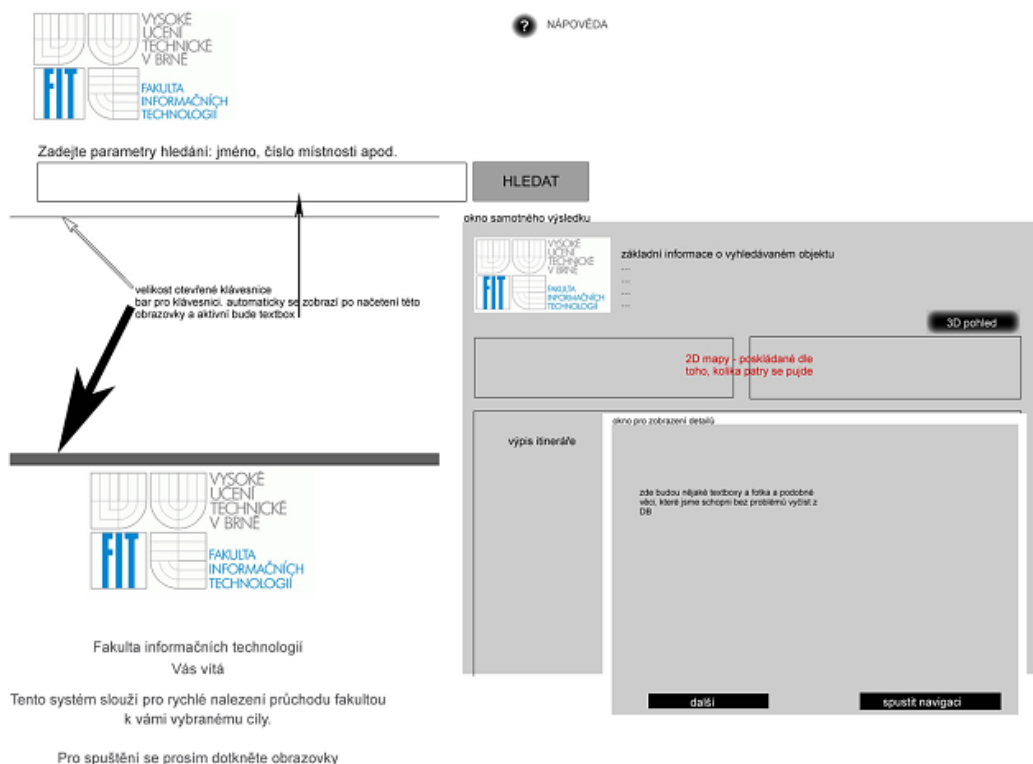 VYSOKÉ
UČENÍ
TECHNICKÉ
V BRNĚ
FIT
FAKULTA
INFORMAČNÍCH
TECHNOLOGIÍ
? NÁPOVĚDA
Zadejte parametry hledání: jméno, číslo místnosti apod.
HLEDAT
velikost otevřené klávesnice
bar pro klávesnici. automaticky se zobrazí po načetení této
obrazovky a aktivní bude textbox
okno samotného výsledku
VYSOKÉ
UČENÍ
TECHNICKÉ
V BRNĚ
FIT
FAKULTA
INFORMAČNÍCH
TECHNOLOGIÍ
základní informace o vyhledávaném objektu
...
...
...
...
3D pohled
2D mapy - poskládané dle
toho, kolika patry se pujde
výpis itineráře
okno pro zobrazení detailů
zde budou nějaké textboxy a fotka a podobné
věci, které jsme schopni bez problémů vyčíst z
DB
další
spustit navigaci
VYSOKÉ
UČENÍ
TECHNICKÉ
V BRNĚ
FIT
FAKULTA
INFORMAČNÍCH
TECHNOLOGIÍ
Fakulta informačních technologií
Vás vítá
Tento systém slouží pro rychlé nalezení průchodu fakultou
k vámi vybranému cíly.
Pro spuštění se prosím dotkněte obrazovky